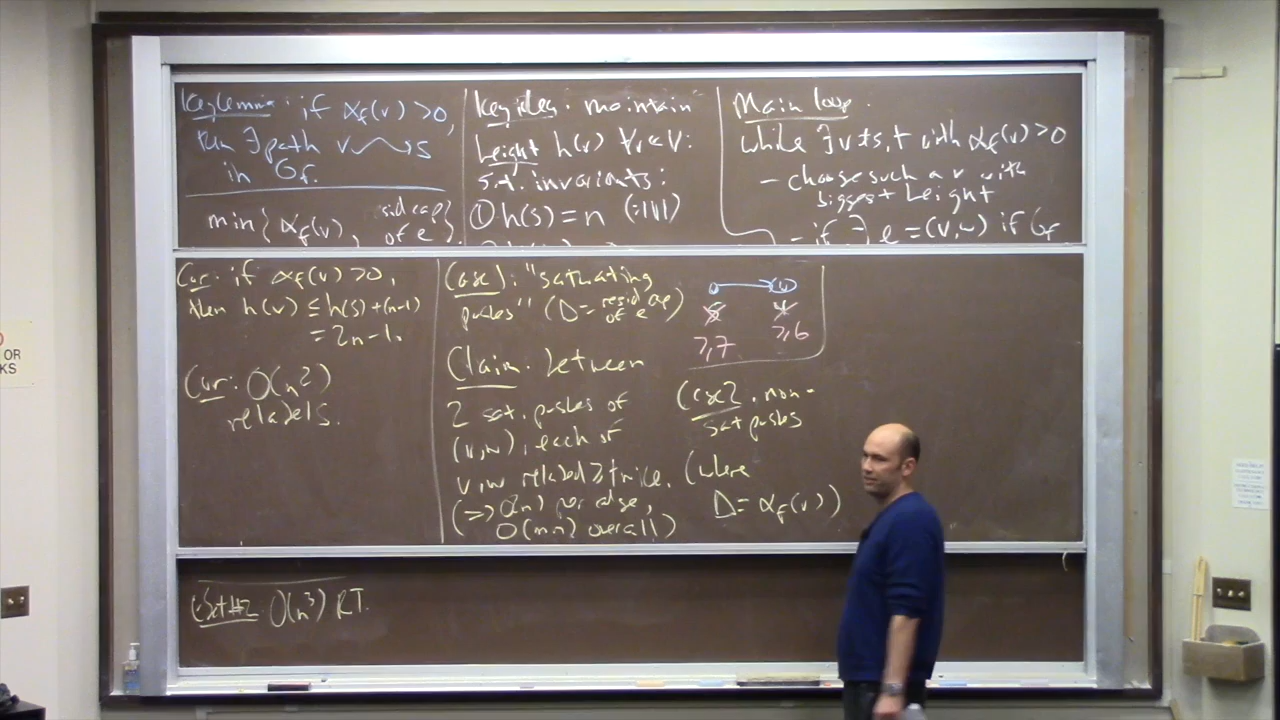 Key Lemma: if αf(v) > 0,
then ∃ path v⇝s
in Gf.
min{αf(v), resid cap of e}.
Key idea: maintain
height h(v) ∀v∈V:
s.t. invariants:
① h(s) = n (=|V|)
Main loop:
while ∃v≠s,t with αf(v)>0
- choose such a v with
biggest height
- if ∃ e=(v,w) if Gf
Cor: if αf(v) > 0,
then h(v) ≤ h(s) + (n-1)
= 2n-1.
Cor: O(n²)
relabels.
Case 1: "saturating
pushes" (Δ = resid cap of e)
Claim: between
2 sat. pushes of
(v,w), each of
v,w relabed ≥ twice.
(=> O(n) per edge,
O(mn) overall)
≥7 ≥6
Case 2: non-
sat pushes
(where
Δ = αf(v))
#2 O(n³) RT.
OR
KS